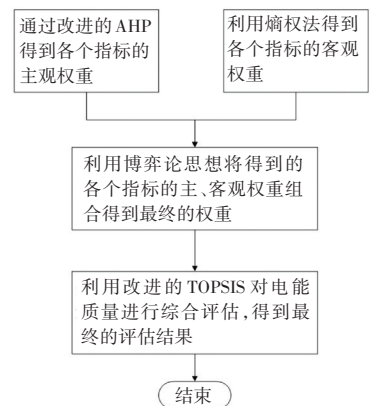 通过改进的AHP
得到各个指标的
主观权重
利用熵权法得到
各个指标的客观
权重
利用博弈论思想将得到的
各个指标的主、客观权重组
合得到最终的权重
利用改进的TOPSIS对电能
质量进行综合评估,得到最
终的评估结果
结束